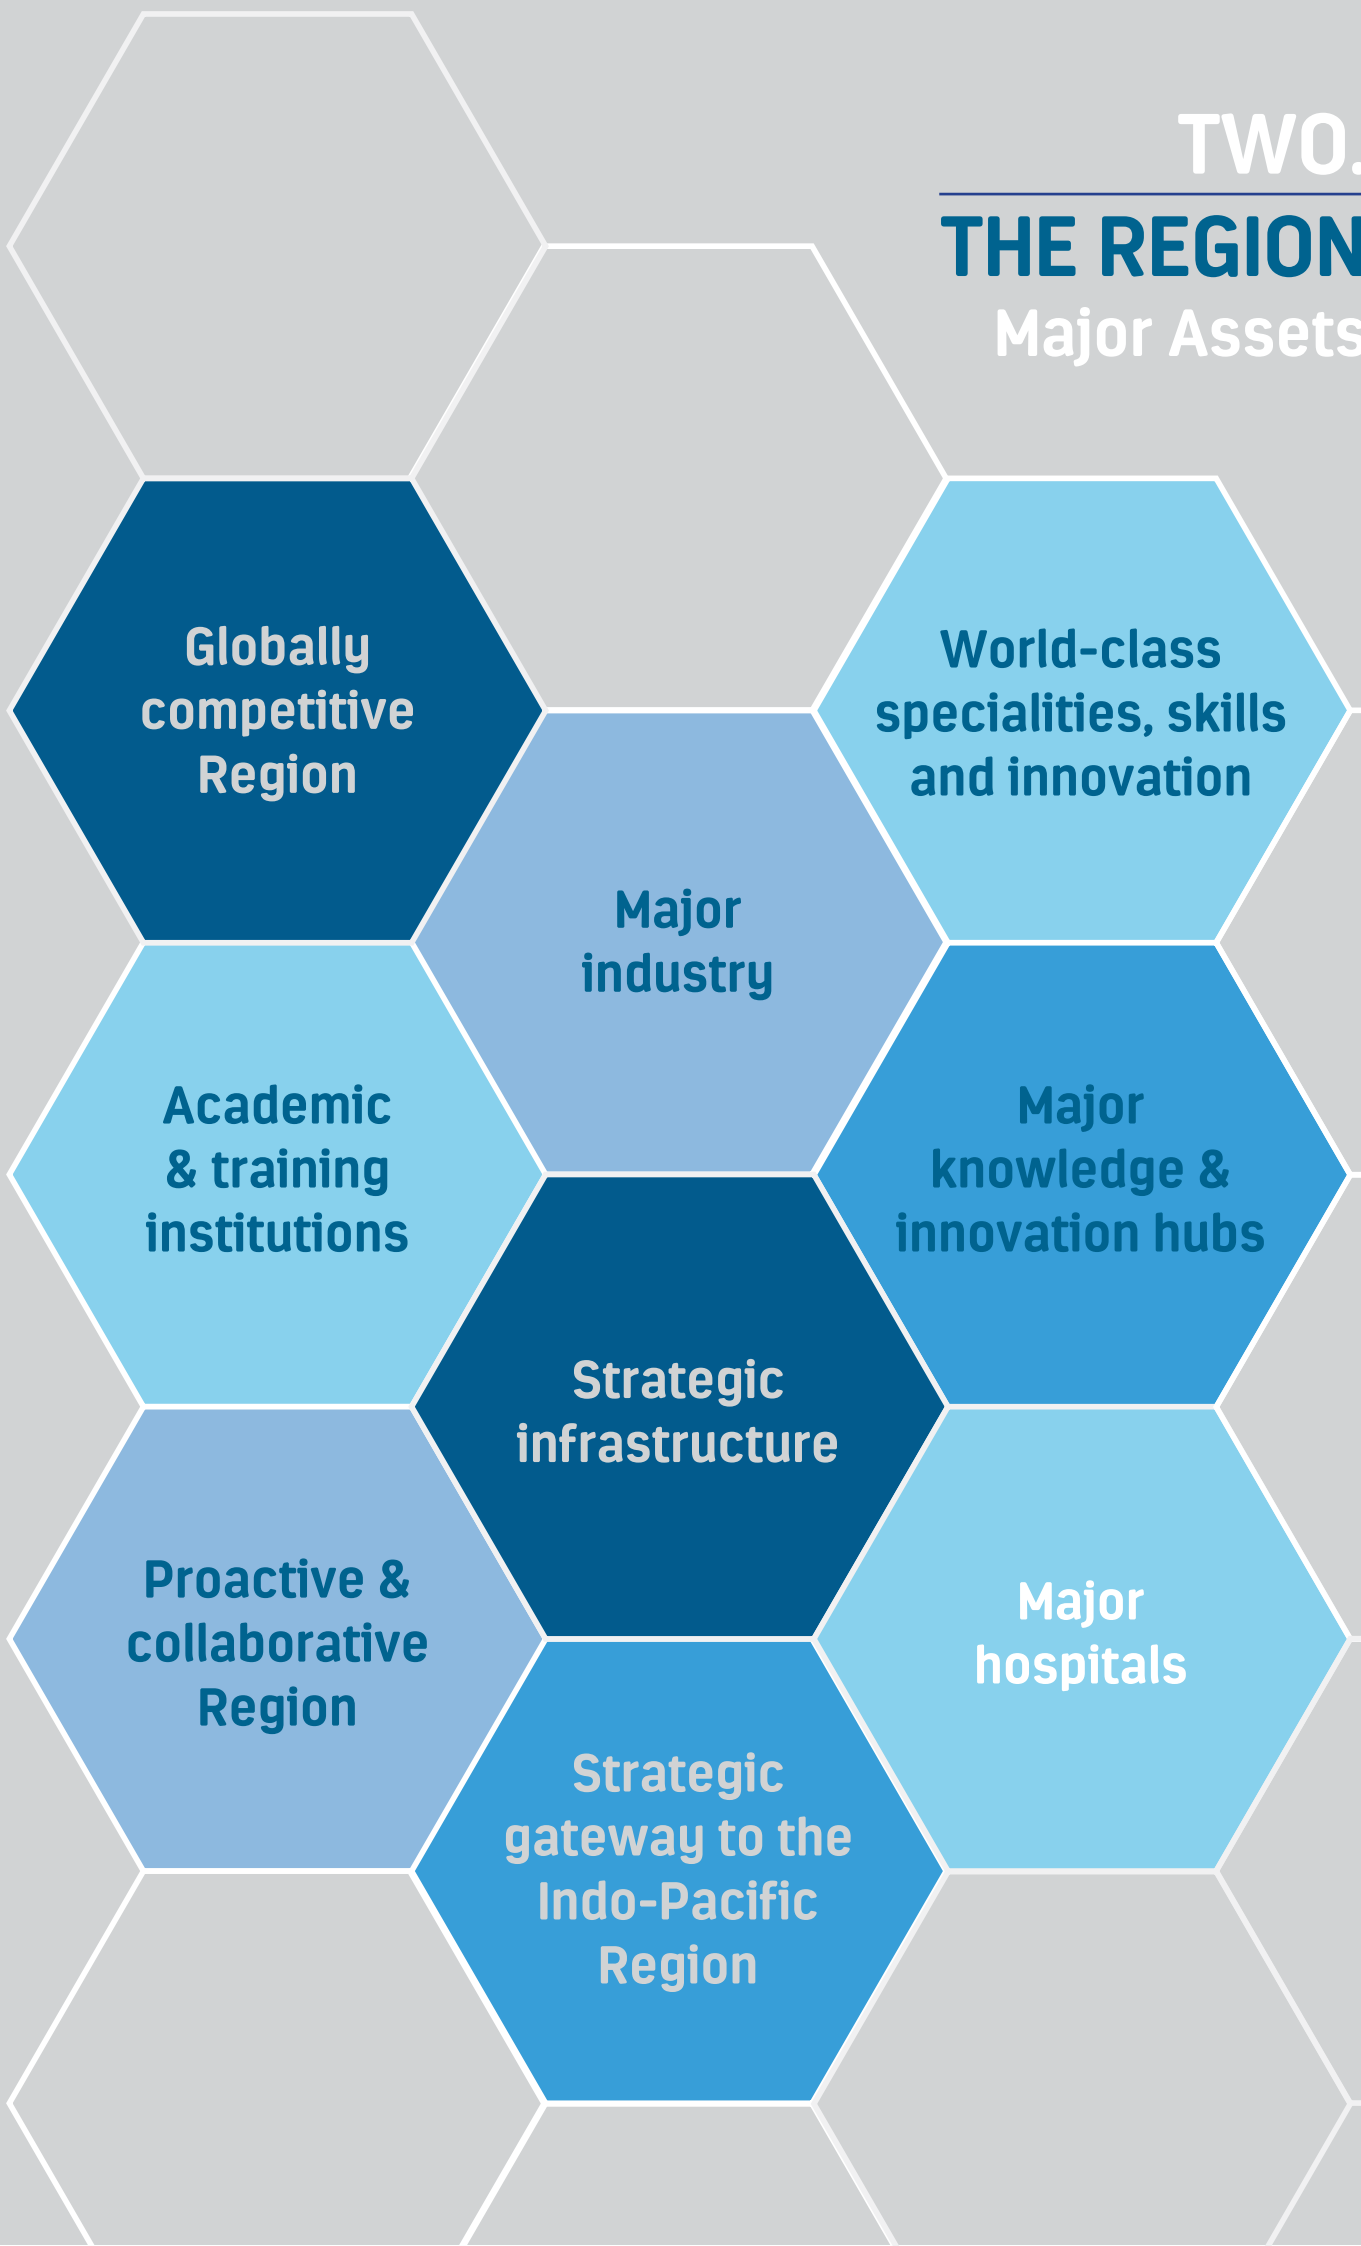 TWO.
THE REGION
Major Assets
Globally
competitive
Region
World-class
specialities, skills
and innovation
Major
industry
Academic
& training
institutions
Major
knowledge &
innovation hubs
Strategic
infrastructure
Proactive &
collaborative
Region
Major
hospitals
Strategic
gateway to the
Indo-Pacific
Region